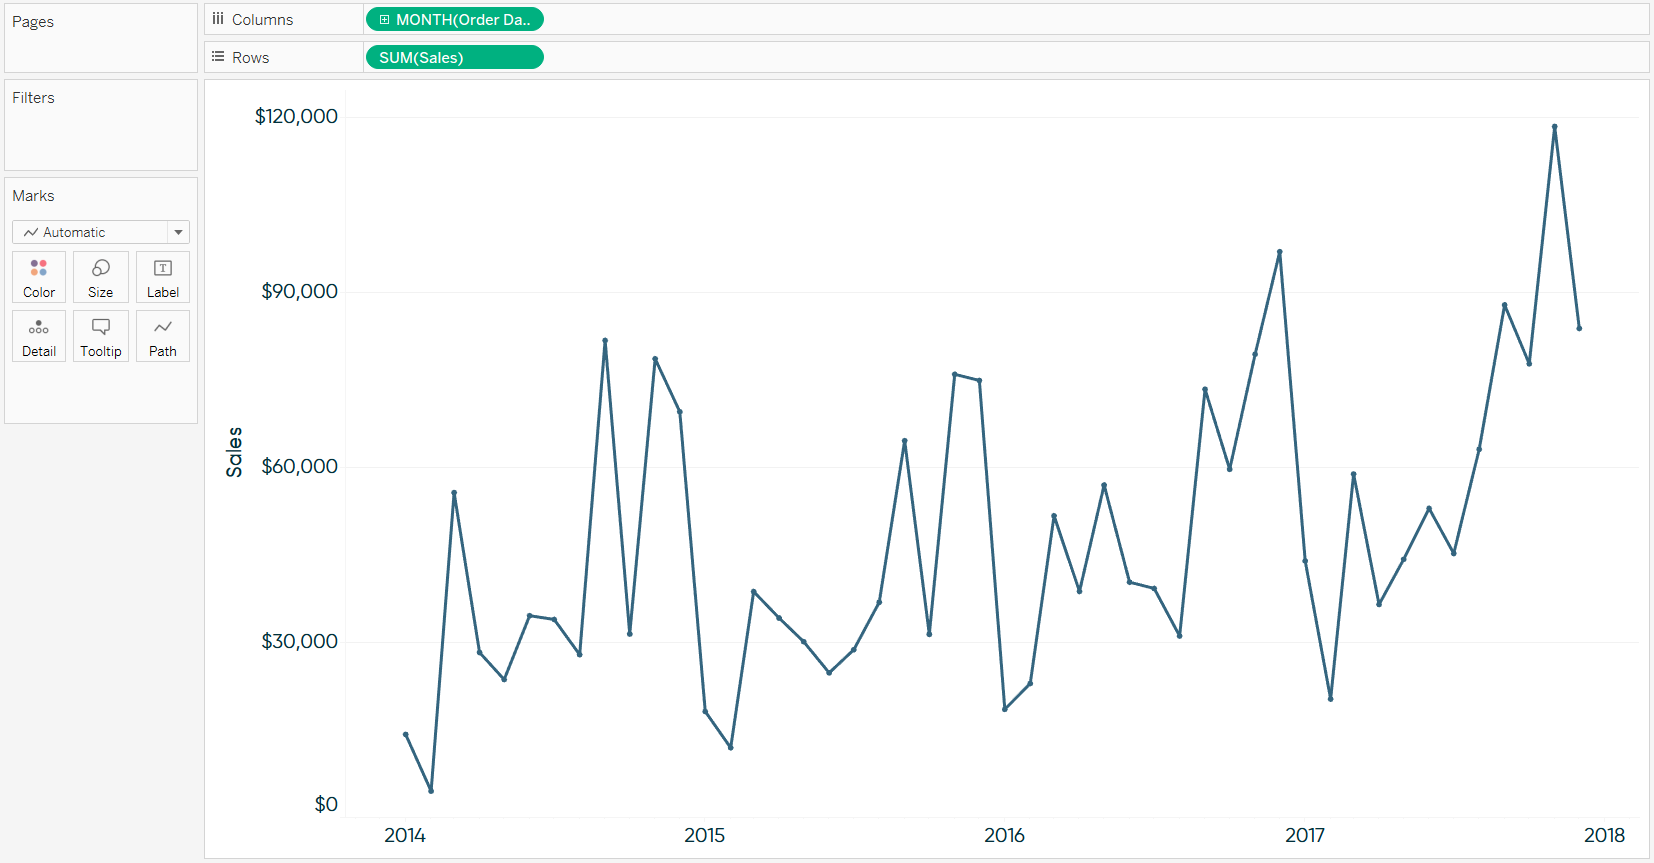 Pages
Columns
MONTH(Order Da..
Rows
SUM(Sales)
Filters
Marks
Automatic
Color
Size
Label
Detail
Tooltip
Path
Sales
$120,000
$90,000
$60,000
$30,000
$0
2014
2015
2016
2017
2018